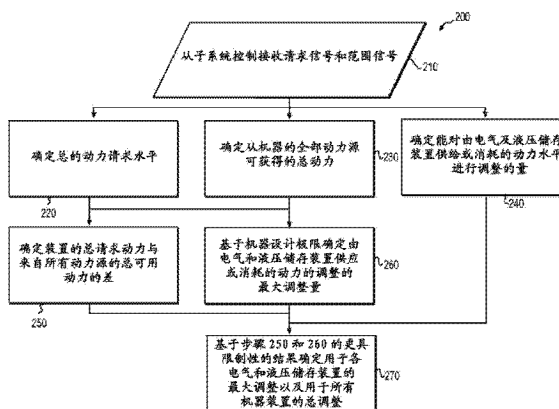 200
从子系统控制接收请求信号和范围信号
210
确定总的动力请求水平
220
确定从机器的全部动力源
可获得的总动力
230
确定能对由电气及液压储存
装置供给或消耗的动力水平
进行调整的量
240
确定装置的总请求动力与
来自所有动力源的总可用
动力的差
250
基于机器设计极限确定由
电气和液压储存装置供应
或消耗的动力的调整的
最大调整量
260
基于步骤 250 和 260 的更具
限制性的结果确定用于各
电气和液压储存装置的
最大调整以及用于所有
机器装置的总调整
270